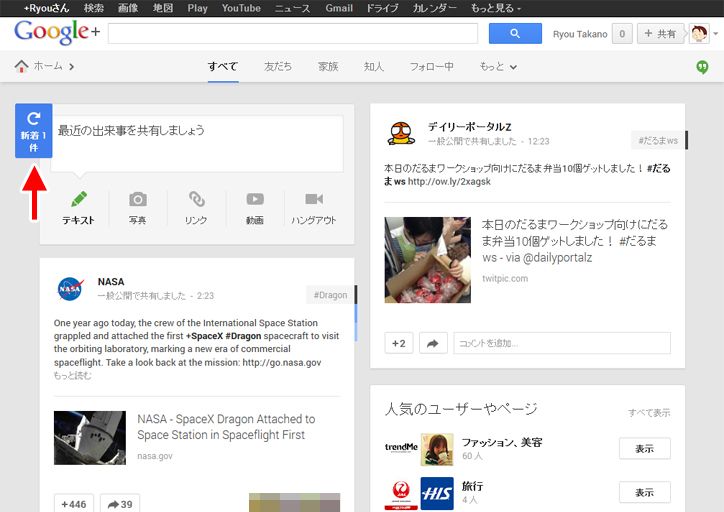 +Ryouさん 検索 画像 地図 Play YouTube ニュース Gmail ドライブ カレンダー もっと見る
Google+
Ryou Takano 0 + 共有
ホーム
すべて 友だち 家族 知人 フォロー中 もっと
新着 1
件
最近の出来事を共有しましょう
テキスト 写真 リンク 動画 ハングアウト
NASA
一般公開で共有しました - 2:23
#Dragon
One year ago today, the crew of the International Space Station
grappled and attached the first +SpaceX #Dragon spacecraft to visit
the orbiting laboratory, marking a new era of commercial
spaceflight. Take a look back at the mission: http://go.nasa.gov
もっと読む
NASA
NASA - SpaceX Dragon Attached to
Space Station in Spaceflight First
nasa.gov
+446 39
デイリーポータルZ
一般公開で共有しました - 12:23
#だるまws
本日のだるまワークショップ向けにだるま弁当10個ゲットしました！ #だる
まws http://ow.ly/2xagsk
本日のだるまワークショップ向けにだる
ま弁当10個ゲットしました！ #だるま
ws - via @dailyportalz
twitpic.com
+2
コメントを追加...
人気のユーザーやページ
すべて表示
trendMe
ファッション、美容
60 人
表示
JAL
HIS
旅行
4 人
表示